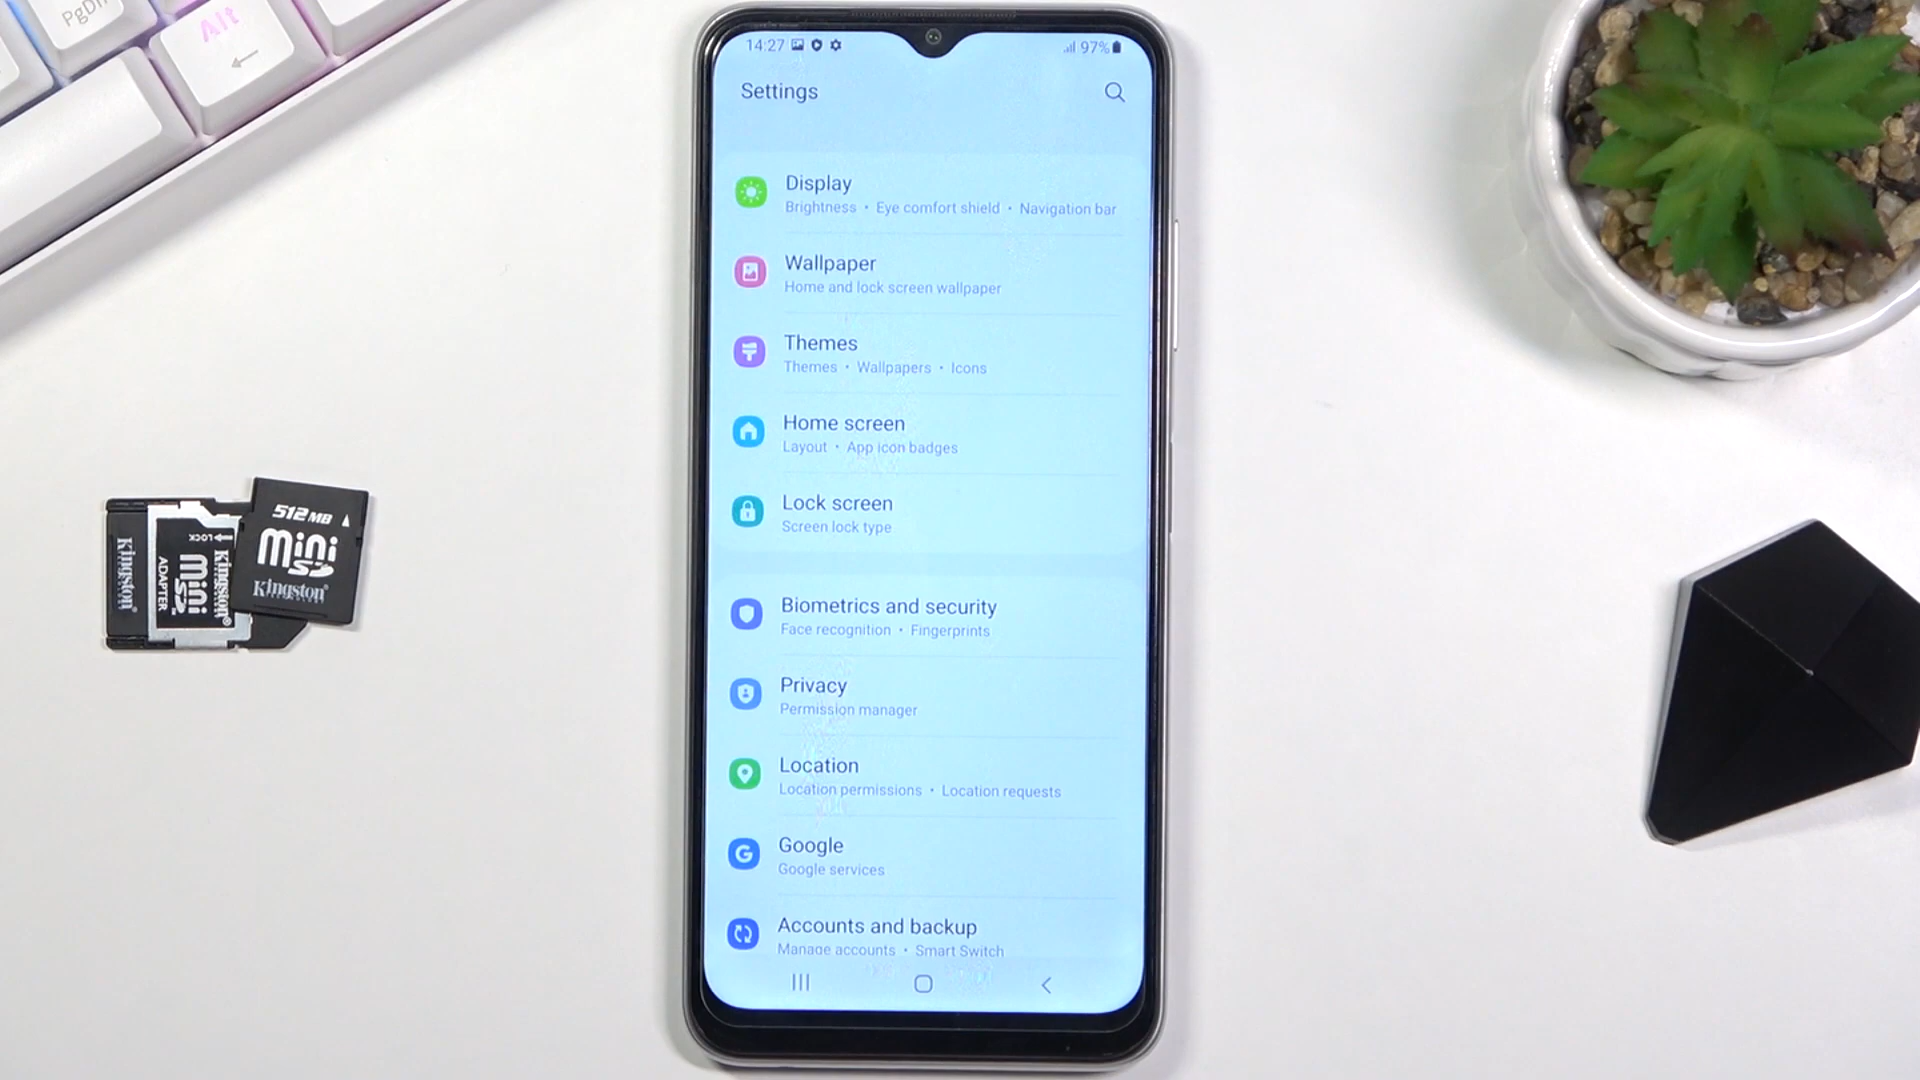 PgDn
Alt
14:27
97%
Settings
Display
Brightness • Eye comfort shield • Navigation bar
Wallpaper
Home and lock screen wallpaper
Themes
Themes • Wallpapers • Icons
Home screen
Layout • App icon badges
Lock screen
Screen lock type
Biometrics and security
Face recognition • Fingerprints
Privacy
Permission manager
Location
Location permissions • Location requests
Google
Google services
Accounts and backup
Manage accounts • Smart Switch
512MB
mini
SD
Kingston
TECHNOLOGY
Kingston
LOCK
Kingston
mini
SD
ADAPTER